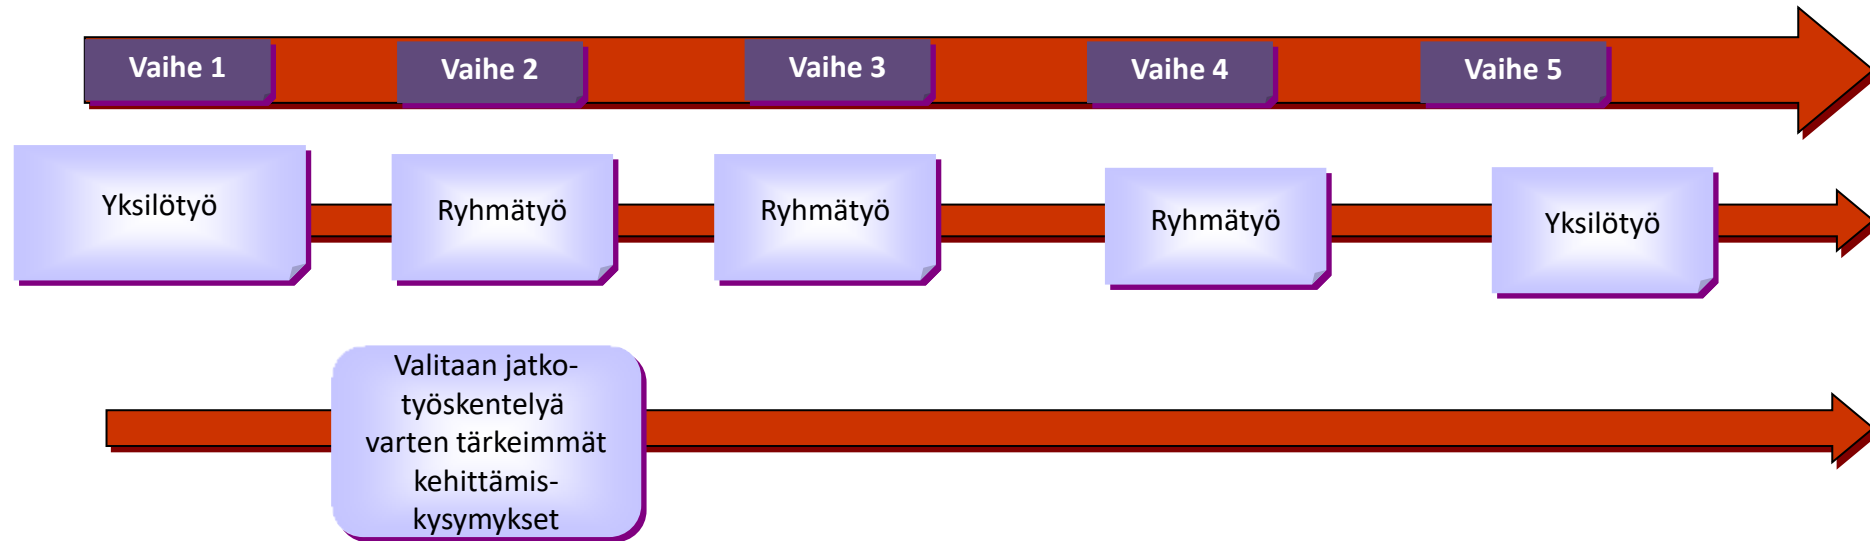 Vaihe 1
Vaihe 2
Vaihe 3
Vaihe 4
Vaihe 5
Yksilötyö
Ryhmätyö
Ryhmätyö
Ryhmätyö
Yksilötyö
Valitaan jatko-
työskentelyä
varten tärkeimmät
kehittämis-
kysymykset